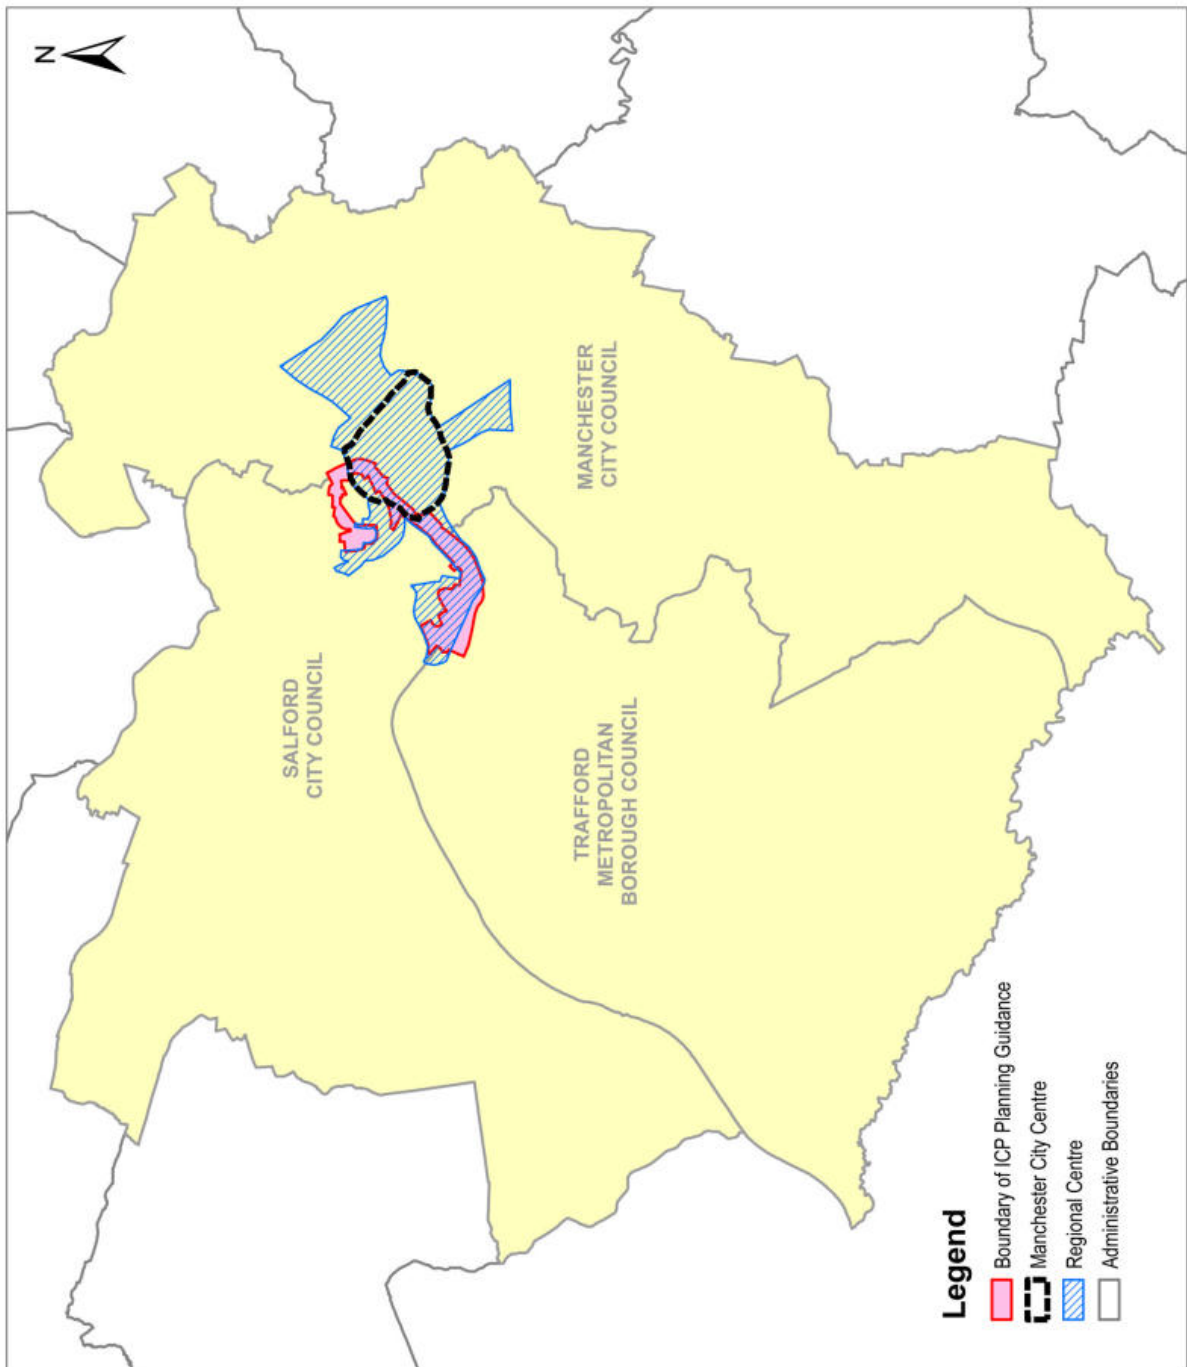 N
SALFORD
CITY COUNCIL
MANCHESTER
CITY COUNCIL
TRAFFORD
METROPOLITAN
BOROUGH COUNCIL
Legend
Boundary of ICP Planning Guidance
Manchester City Centre
Regional Centre
Administrative Boundaries